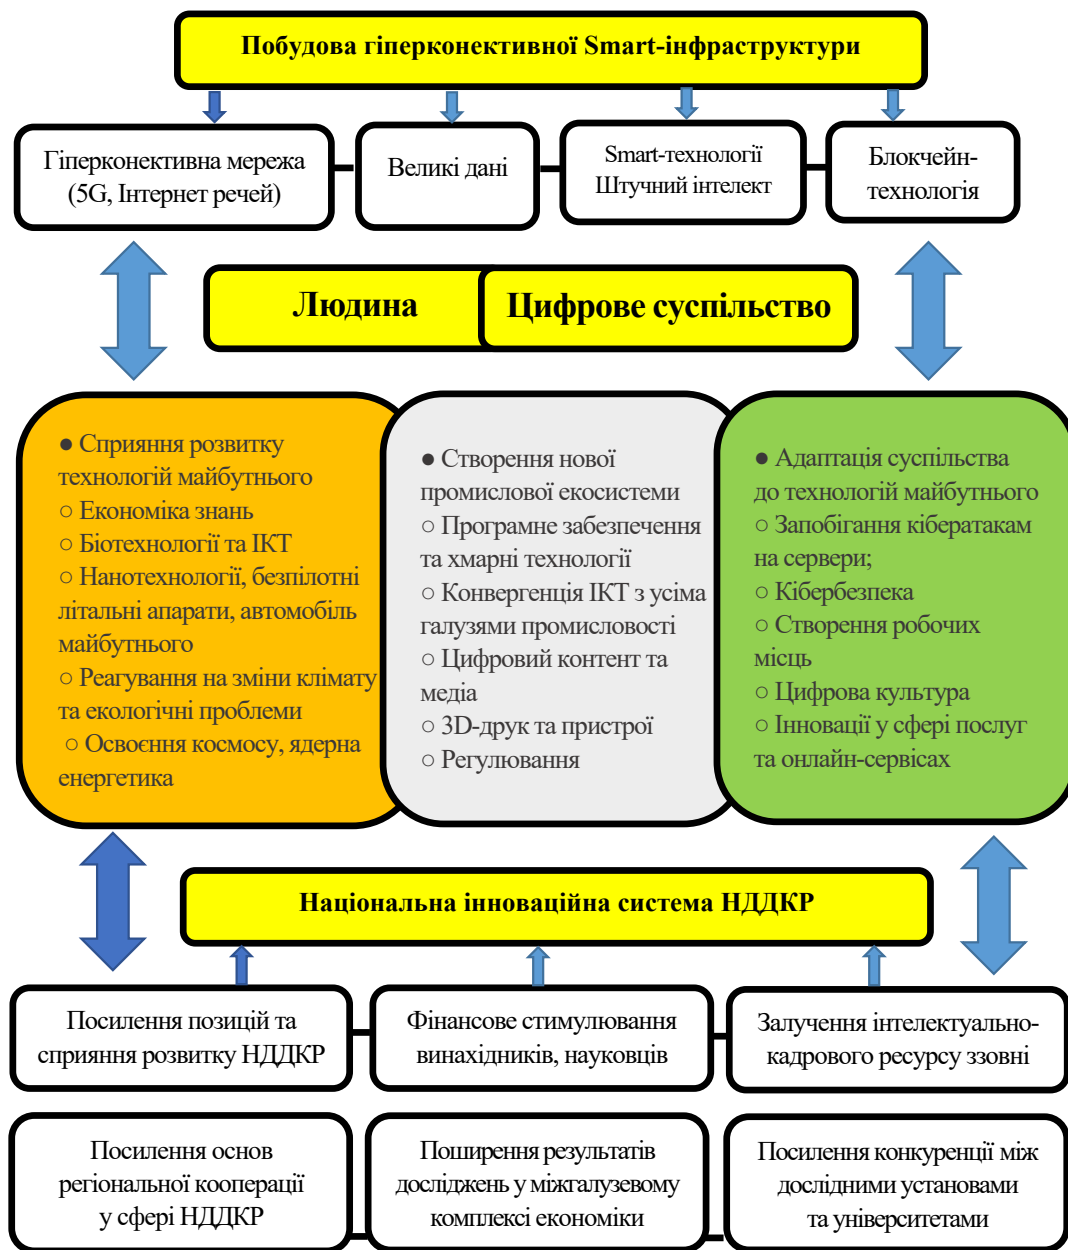 Побудова гіперконективної Smart-інфраструктури
Гіперконективна мережа
(5G, Інтернет речей)
Великі дані
Smart-технології
Штучний інтелект
Блокчейн-
технологія
Людина
Цифрове суспільство
● Сприяння розвитку
технологій майбутнього
○ Економіка знань
○ Біотехнології та ІКТ
○ Нанотехнології, безпілотні
літальні апарати, автомобіль
майбутнього
○ Реагування на зміни клімату
та екологічні проблеми
○ Освоєння космосу, ядерна
енергетика
● Створення нової
промислової екосистеми
○ Програмне забезпечення
та хмарні технології
○ Конвергенція ІКТ з усіма
галузями промисловості
○ Цифровий контент та
медіа
○ 3D-друк та пристрої
○ Регулювання
● Адаптація суспільства
до технологій майбутнього
○ Запобігання кібератакам
на сервери;
○ Кібербезпека
○ Створення робочих
місць
○ Цифрова культура
○ Інновації у сфері послуг
та онлайн-сервісах
Національна інноваційна система НДДКР
Посилення позицій та
сприяння розвитку НДДКР
Фінансове стимулювання
винахідників, науковців
Залучення інтелектуально-
кадрового ресурсу ззовні
Посилення основ
регіональної кооперації
у сфері НДДКР
Поширення результатів
досліджень у міжгалузевому
комплексі економіки
Посилення конкуренції між
дослідними установами
та університетами